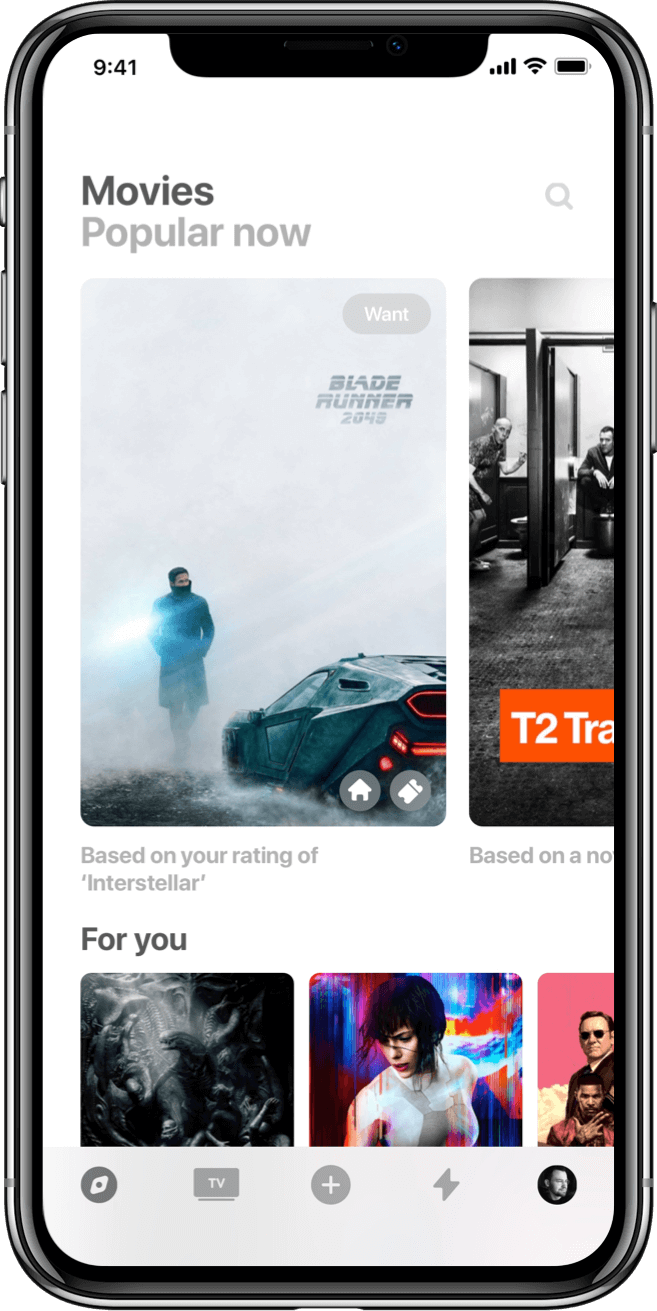 9:41
Movies
Popular now
Want
BLADE
RUNNER
2049
T2 Tra
Based on your rating of
‘Interstellar’
Based on a no
For you
TV